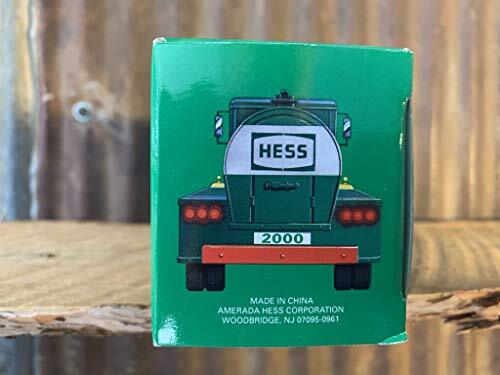 HESS
2000
MADE IN CHINA
AMERADA HESS CORPORATION
WOODBRIDGE, NJ 07095-0961